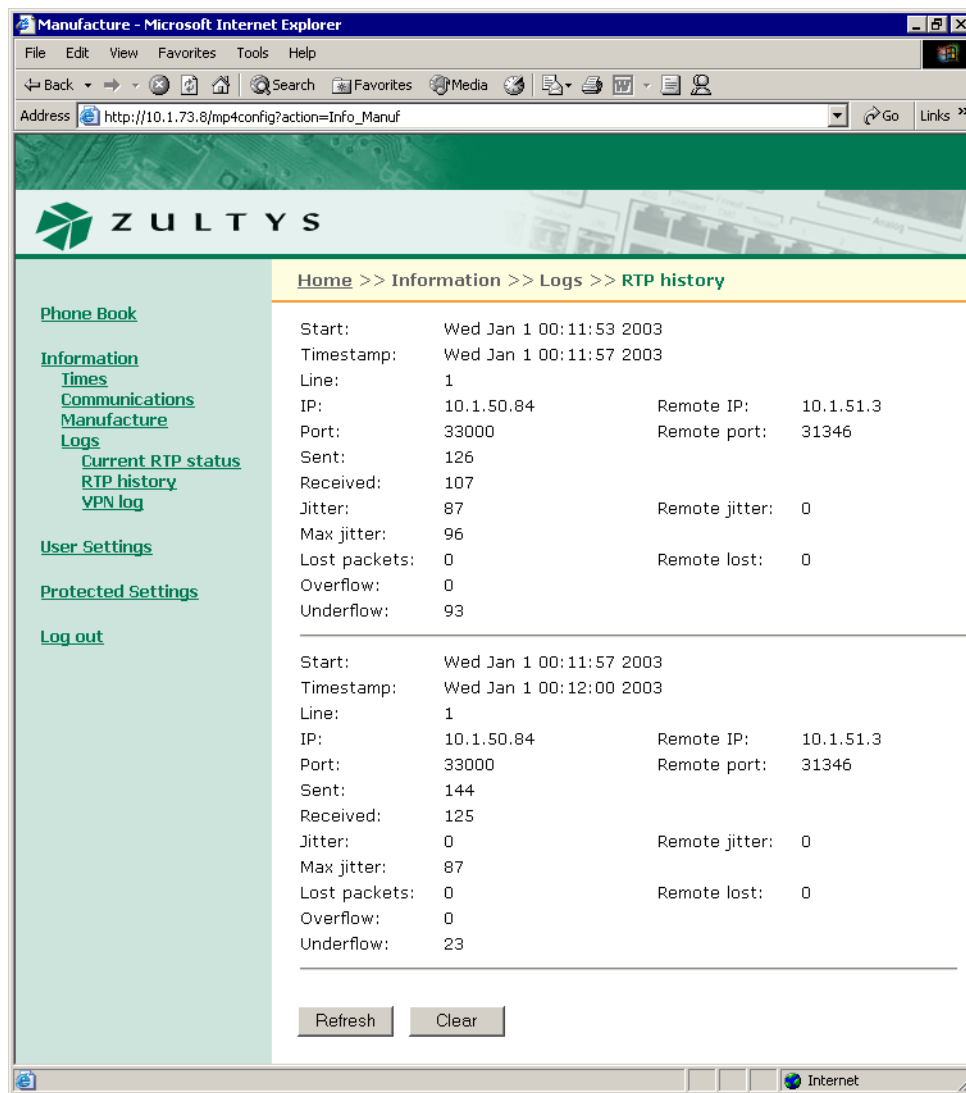 Manufacture - Microsoft Internet Explorer
File Edit View Favorites Tools Help
Back Search Favorites Media
Address http://10.1.73.8/mp4config?action=Info_Manuf Go Links »
ZULTYS
Home >> Information >> Logs >> RTP history
Phone Book
Information
Times
Communications
Manufacture
Logs
Current RTP status
RTP history
VPN log
User Settings
Protected Settings
Log out
Start: Wed Jan 1 00:11:53 2003
Timestamp: Wed Jan 1 00:11:57 2003
Line: 1
IP: 10.1.50.84 Remote IP: 10.1.51.3
Port: 33000 Remote port: 31346
Sent: 126
Received: 107
Jitter: 87 Remote jitter: 0
Max jitter: 96
Lost packets: 0 Remote lost: 0
Overflow: 0
Underflow: 93
Start: Wed Jan 1 00:11:57 2003
Timestamp: Wed Jan 1 00:12:00 2003
Line: 1
IP: 10.1.50.84 Remote IP: 10.1.51.3
Port: 33000 Remote port: 31346
Sent: 144
Received: 125
Jitter: 0 Remote jitter: 0
Max jitter: 87
Lost packets: 0 Remote lost: 0
Overflow: 0
Underflow: 23
Refresh Clear
Internet